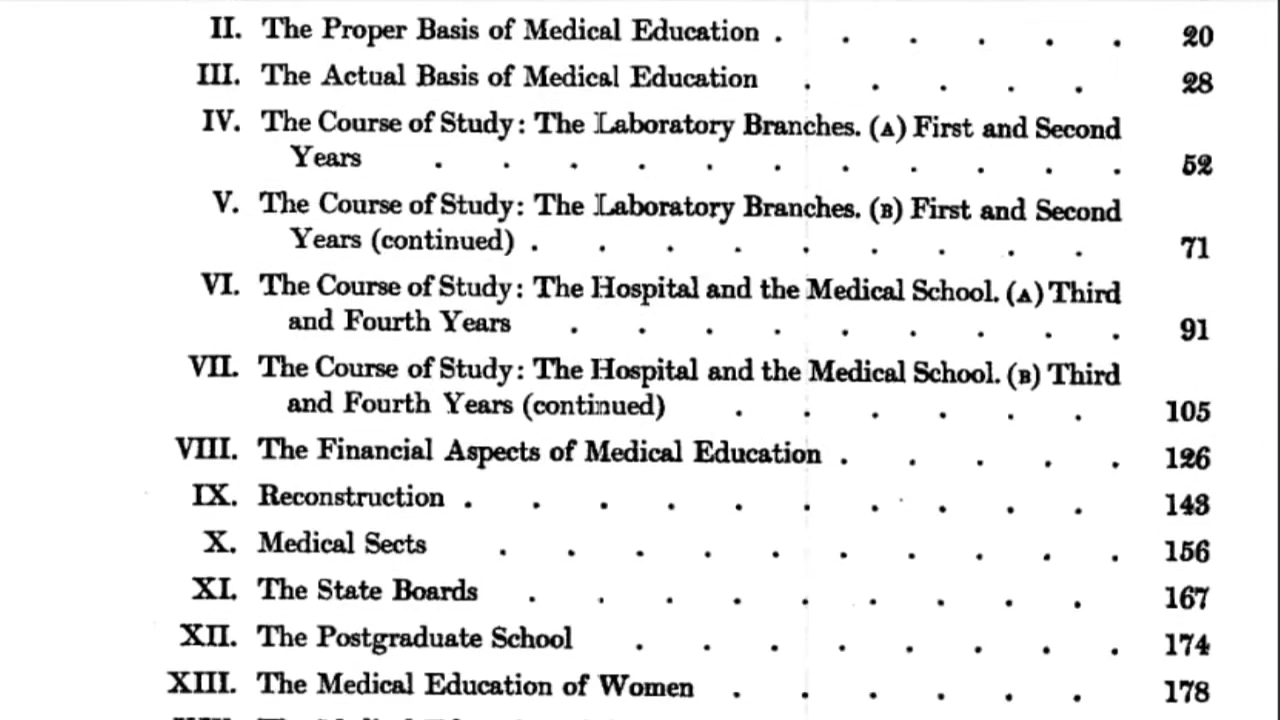 II. The Proper Basis of Medical Education . . . . . . 20
III. The Actual Basis of Medical Education . . . . . 28
IV. The Course of Study: The Laboratory Branches. (A) First and Second
Years . . . . . . . . . . . 52
V. The Course of Study: The Laboratory Branches. (B) First and Second
Years (continued) . . . . . . . . . 71
VI. The Course of Study: The Hospital and the Medical School. (A) Third
and Fourth Years . . . . . . . . . 91
VII. The Course of Study: The Hospital and the Medical School. (B) Third
and Fourth Years (continued) . . . . . . 105
VIII. The Financial Aspects of Medical Education . . . . . 126
IX. Reconstruction . . . . . . . . . . 143
X. Medical Sects . . . . . . . . . . 156
XI. The State Boards . . . . . . . . . 167
XII. The Postgraduate School . . . . . . . . 174
XIII. The Medical Education of Women . . . . . . 178